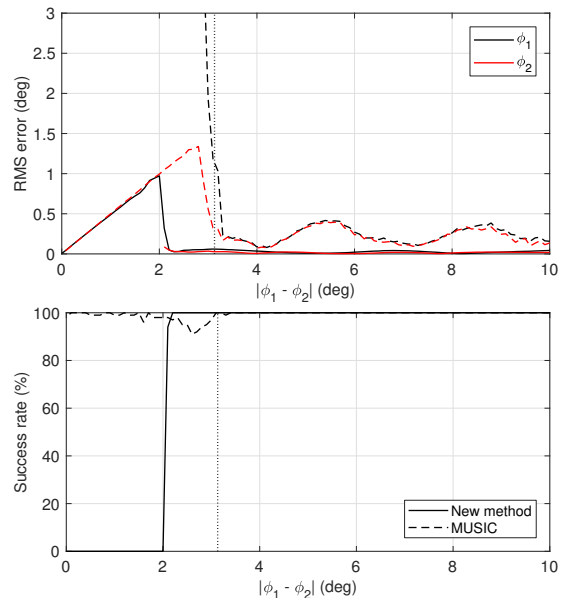 3
2.5
2
1.5
1
0.5
0
RMS error (deg)
ϕ1
ϕ2
0 2 4 6 8 10
|ϕ1 - ϕ2| (deg)
100
80
60
40
20
0
Success rate (%)
New method
MUSIC
0 2 4 6 8 10
|ϕ1 - ϕ2| (deg)